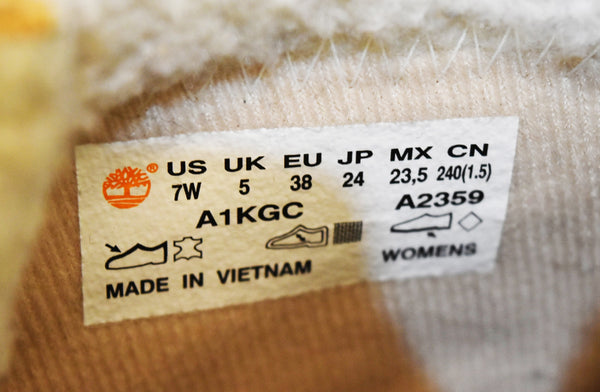 ® US UK EU JP MX CN
7W 5 38 24 23,5 240(1.5)
A1KGC A2359
WOMENS
MADE IN VIETNAM